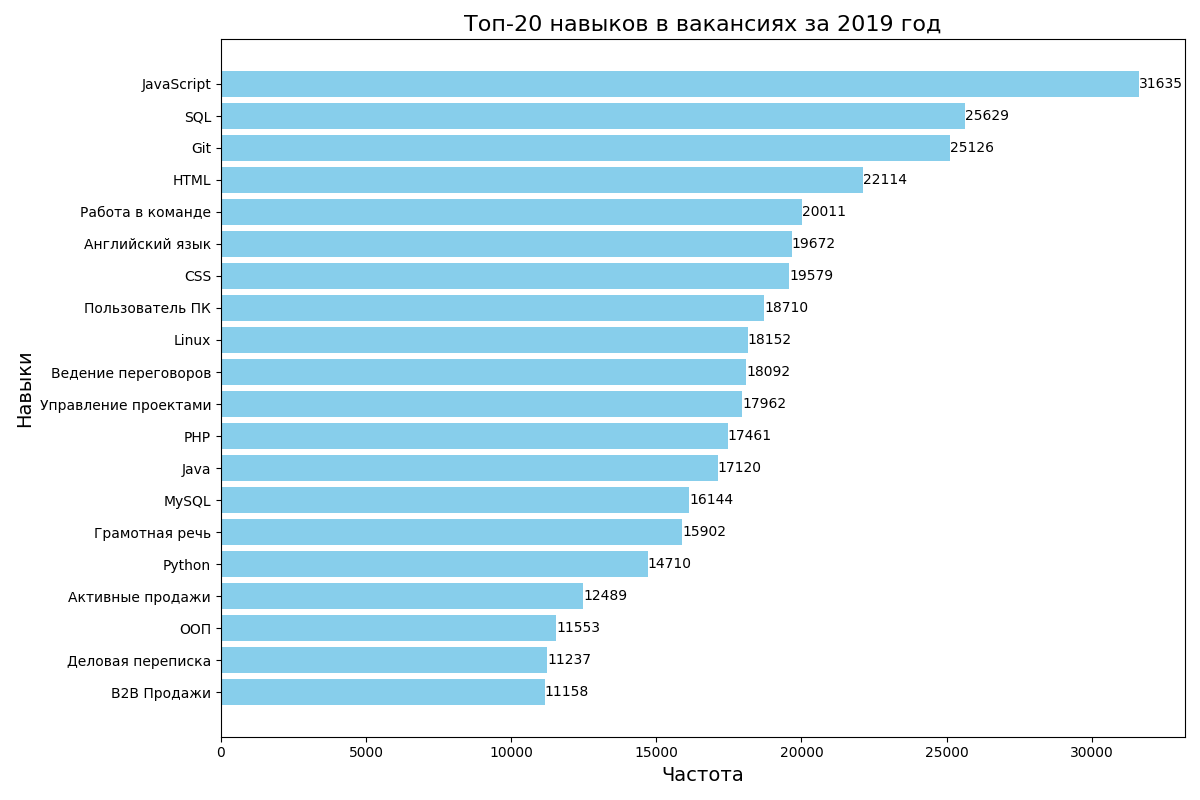 Топ-20 навыков в вакансиях за 2019 год
Навыки
JavaScript 31635
SQL 25629
Git 25126
HTML 22114
Работа в команде 20011
Английский язык 19672
CSS 19579
Пользователь ПК 18710
Linux 18152
Ведение переговоров 18092
Управление проектами 17962
PHP 17461
Java 17120
MySQL 16144
Грамотная речь 15902
Python 14710
Активные продажи 12489
ООП 11553
Деловая переписка 11237
B2B Продажи 11158
0 5000 10000 15000 20000 25000 30000
Частота